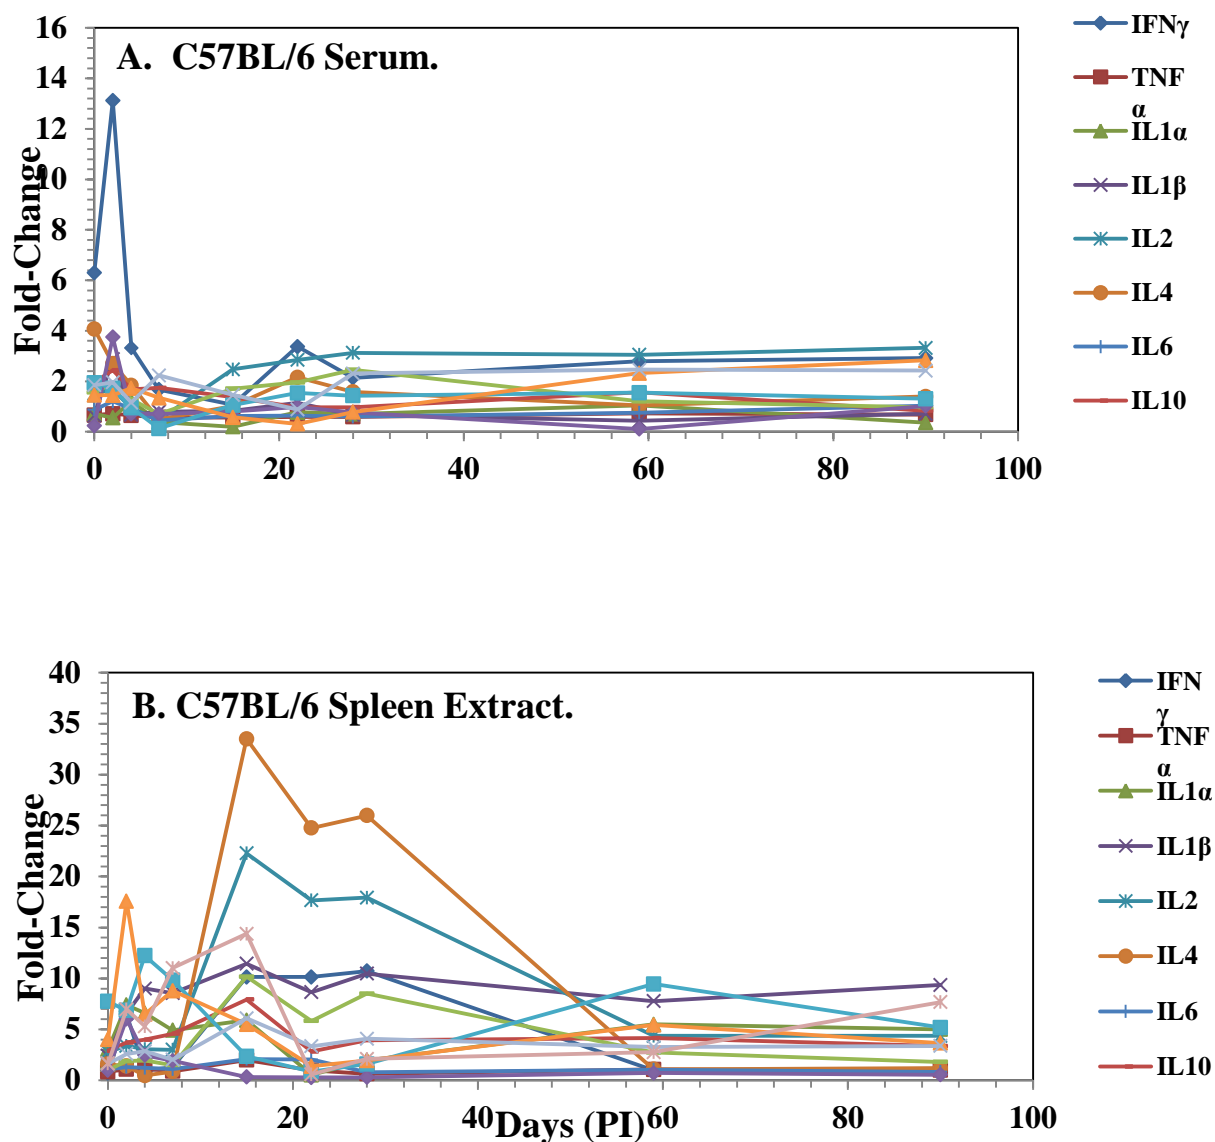 16
A. C57BL/6 Serum.
14
12
10
8
6
4
2
0
Fold-Change
0 20 40 60 80 100
IFNγ
TNF
α
IL1α
IL1β
IL2
IL4
IL6
IL10
40
B. C57BL/6 Spleen Extract.
35
30
25
20
15
10
5
0
Fold-Change
0 20 40 60 80 100
Days (PI)
IFN
γ
TNF
α
IL1α
IL1β
IL2
IL4
IL6
IL10